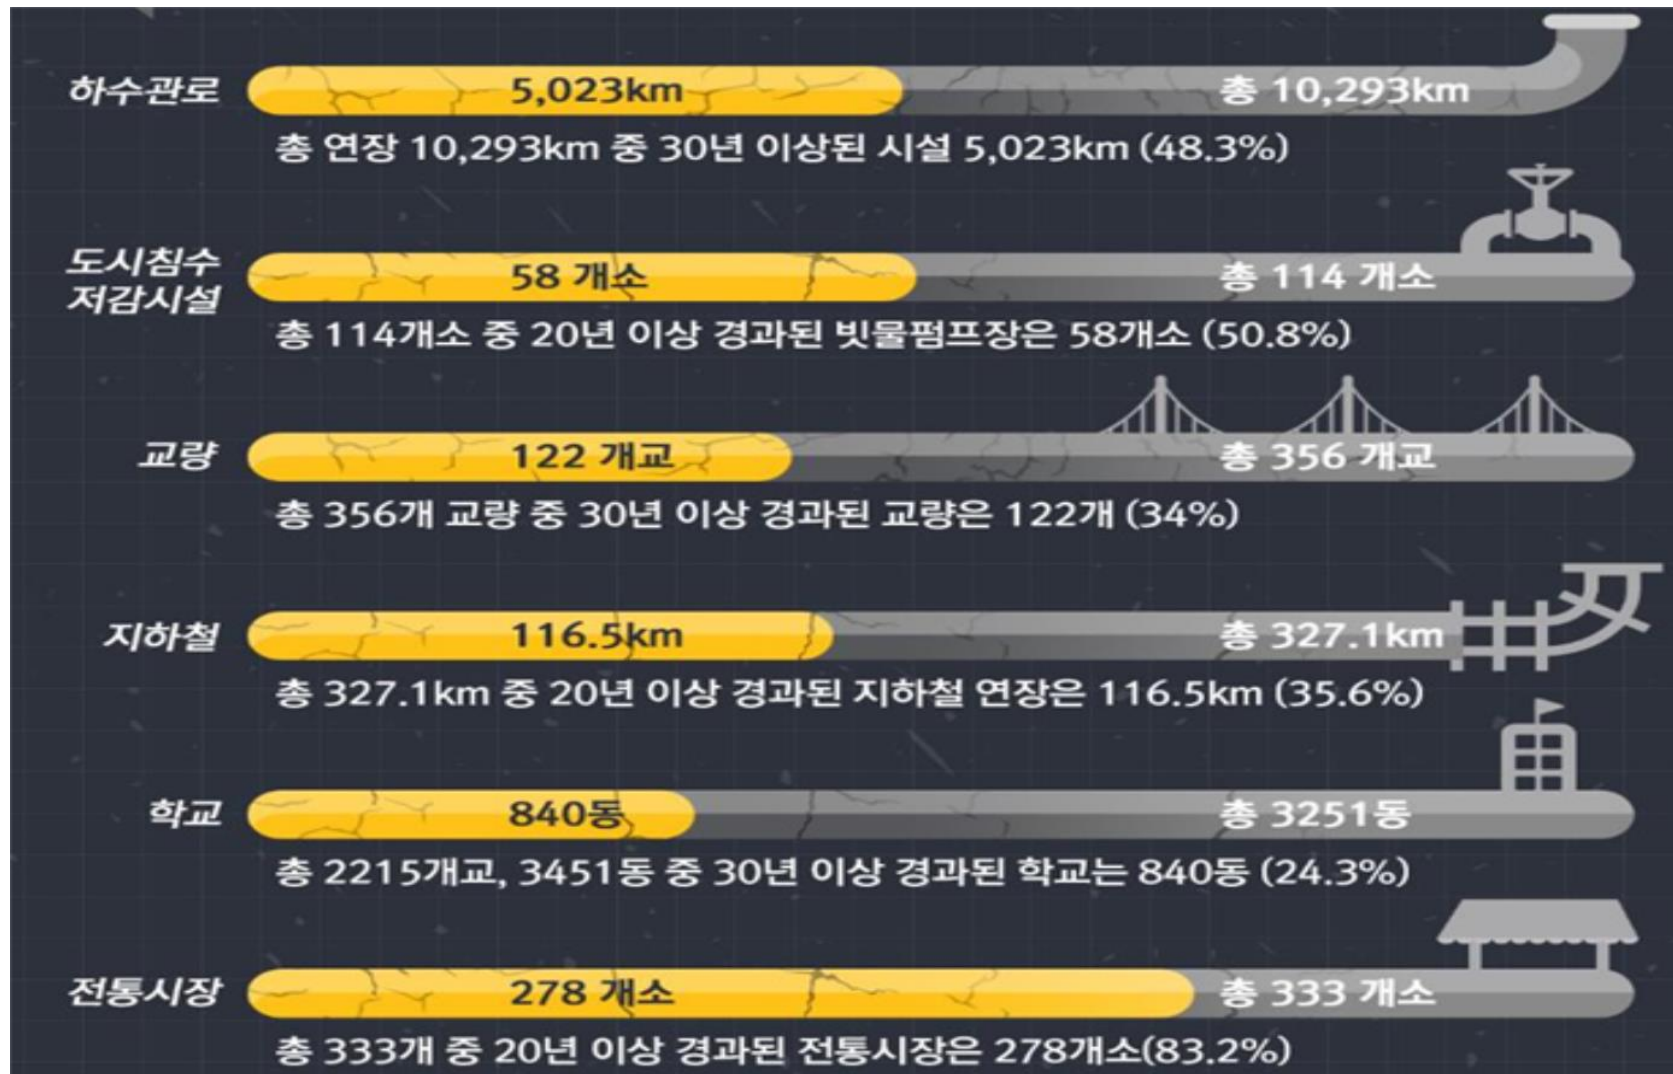 하수관로 5,023km 총 10,293km
총 연장 10,293km 중 30년 이상된 시설 5,023km (48.3%)
도시침수
저감시설
58 개소 총 114 개소
총 114개소 중 20년 이상 경과된 빗물펌프장은 58개소 (50.8%)
교량 122 개교 총 356 개교
총 356개 교량 중 30년 이상 경과된 교량은 122개 (34%)
지하철 116.5km 총 327.1km
총 327.1km 중 20년 이상 경과된 지하철 연장은 116.5km (35.6%)
학교 840동 총 3251동
총 2215개교, 3451동 중 30년 이상 경과된 학교는 840동 (24.3%)
전통시장 278 개소 총 333 개소
총 333개 중 20년 이상 경과된 전통시장은 278개소(83.2%)